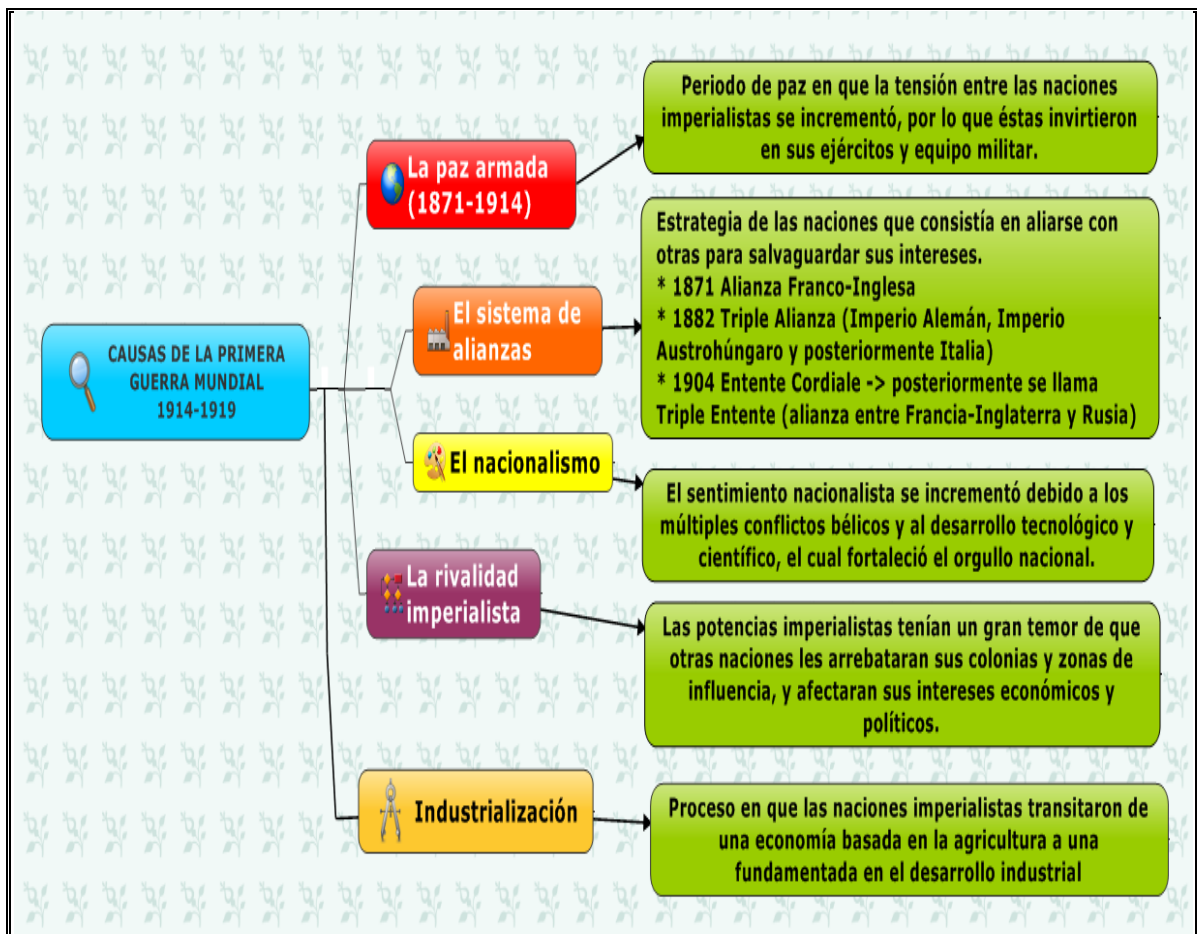 CAUSAS DE LA PRIMERA
GUERRA MUNDIAL
1914-1919
La paz armada
(1871-1914)
Periodo de paz en que la tensión entre las naciones
imperialistas se incrementó, por lo que éstas invirtieron
en sus ejércitos y equipo militar.
El sistema de
alianzas
Estrategia de las naciones que consistía en aliarse con
otras para salvaguardar sus intereses.
* 1871 Alianza Franco-Inglesa
* 1882 Triple Alianza (Imperio Alemán, Imperio
Austrohúngaro y posteriormente Italia)
* 1904 Entente Cordiale -> posteriormente se llama
Triple Entente (alianza entre Francia-Inglaterra y Rusia)
El nacionalismo
El sentimiento nacionalista se incrementó debido a los
múltiples conflictos bélicos y al desarrollo tecnológico y
científico, el cual fortaleció el orgullo nacional.
La rivalidad
imperialista
Las potencias imperialistas tenían un gran temor de que
otras naciones les arrebataran sus colonias y zonas de
influencia, y afectaran sus intereses económicos y
políticos.
Industrialización
Proceso en que las naciones imperialistas transitaron de
una economía basada en la agricultura a una
fundamentada en el desarrollo industrial